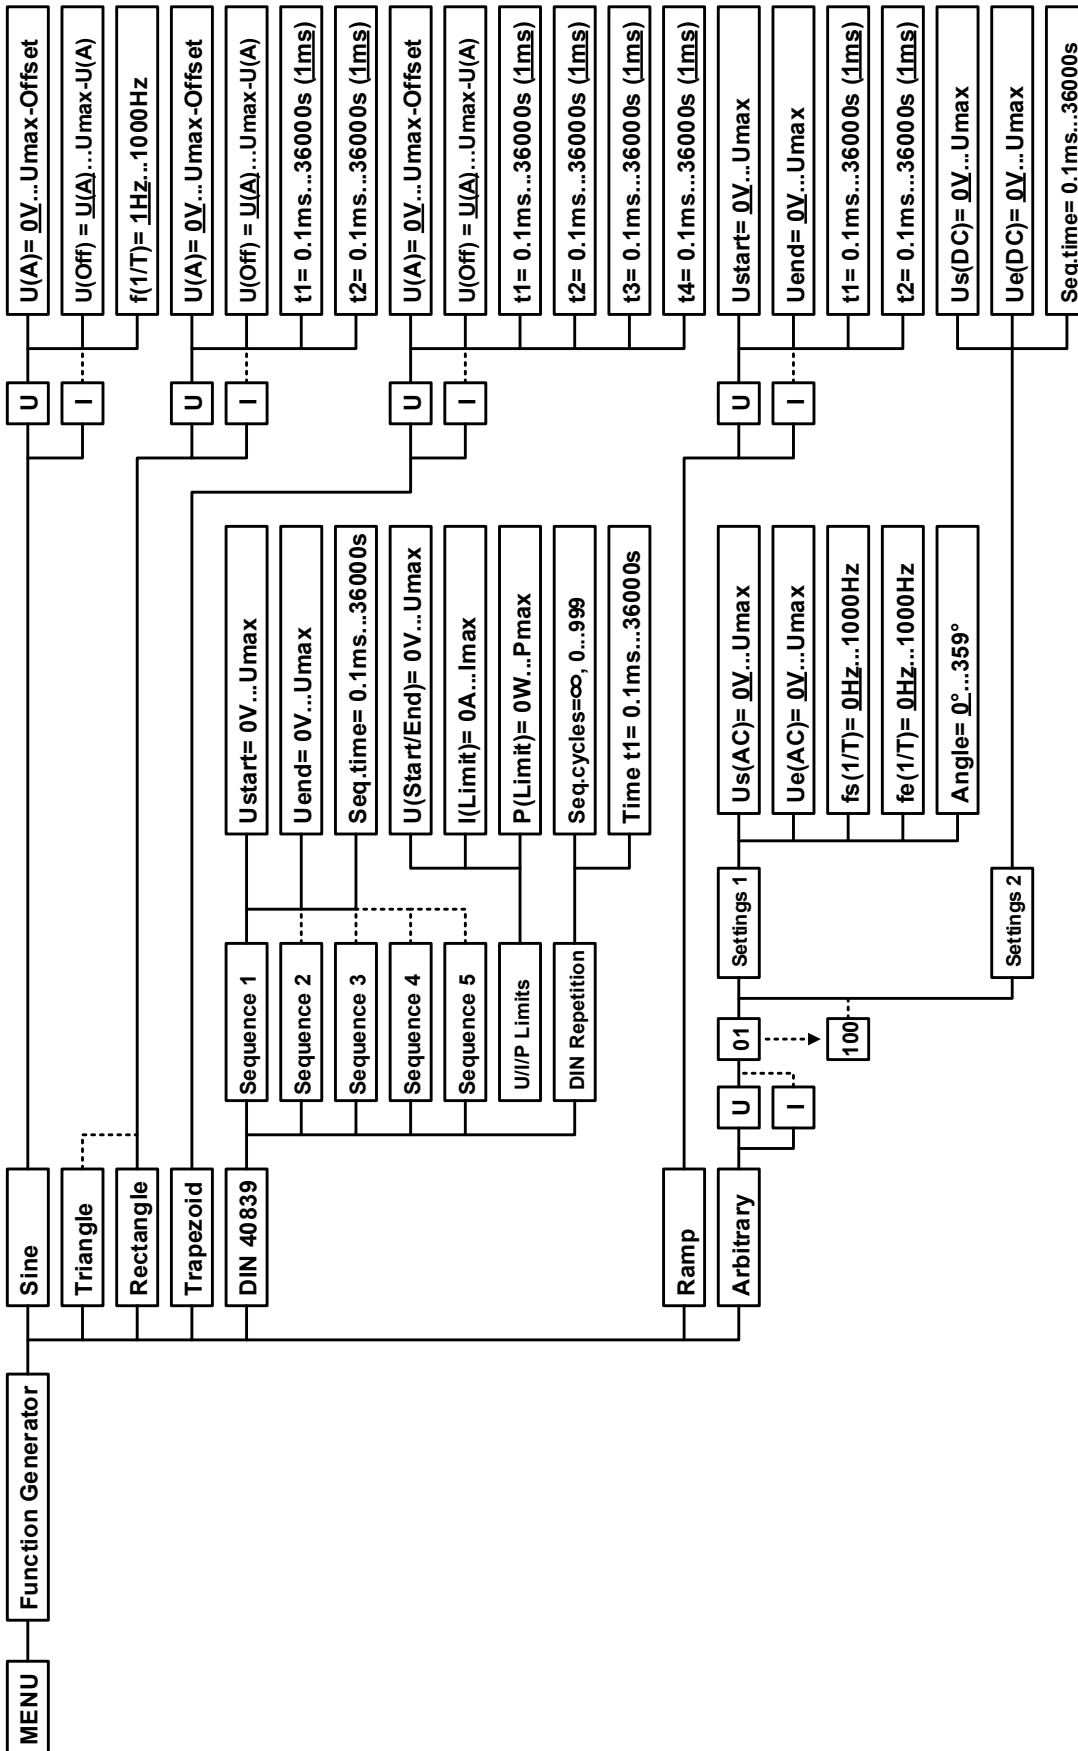 MENU
Function Generator
Sine
Triangle
Rectangle
Trapezoid
DIN 40839
Ramp
Arbitrary
Sequence 1
Sequence 2
Sequence 3
Sequence 4
Sequence 5
U/I/P Limits
DIN Repetition
Ustart= 0V...Umax
Uend= 0V...Umax
Seq.time= 0.1ms...36000s
U(Start/End)= 0V...Umax
I(Limit)= 0A...Imax
P(Limit)= 0W...Pmax
Seq.cycles=∞, 0...999
Time t1= 0.1ms...36000s
U
I
01
100
Settings 1
Settings 2
Us(AC)= 0V...Umax
Ue(AC)= 0V...Umax
fs(1/T)= 0Hz...1000Hz
fe(1/T)= 0Hz...1000Hz
Angle= 0°...359°
U
I
U(A)= 0V...Umax-Offset
U(Off) = U(A)...Umax-U(A)
f(1/T)= 1Hz...1000Hz
U
I
U(A)= 0V...Umax-Offset
U(Off) = U(A)...Umax-U(A)
t1= 0.1ms...36000s (1ms)
t2= 0.1ms...36000s (1ms)
U
I
U(A)= 0V...Umax-Offset
U(Off) = U(A)...Umax-U(A)
t1= 0.1ms...36000s (1ms)
t2= 0.1ms...36000s (1ms)
t3= 0.1ms...36000s (1ms)
t4= 0.1ms...36000s (1ms)
U
I
Ustart= 0V...Umax
Uend= 0V...Umax
t1= 0.1ms...36000s (1ms)
t2= 0.1ms...36000s (1ms)
Us(DC)= 0V...Umax
Ue(DC)= 0V...Umax
Seq.time= 0.1ms...36000s